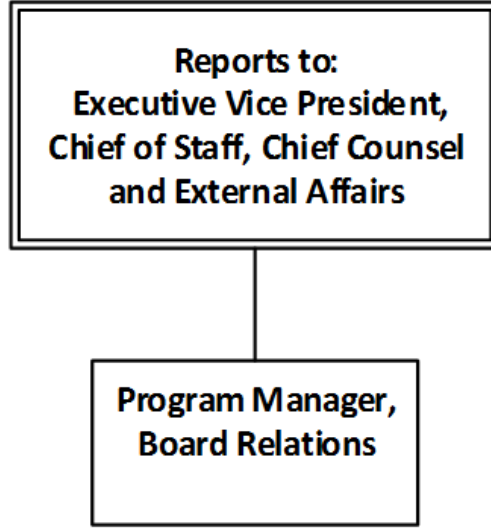 Reports to:
Executive Vice President,
Chief of Staff, Chief Counsel
and External Affairs
Program Manager,
Board Relations